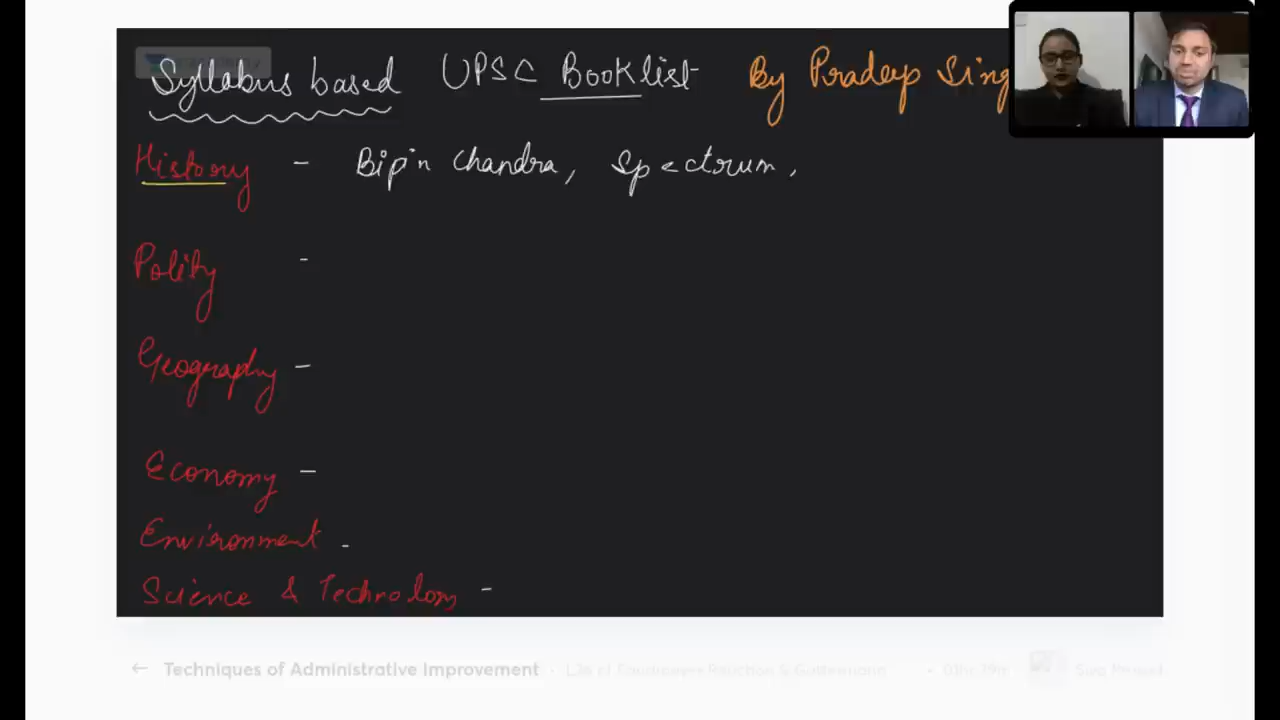 Syllabus based UPSC Booklist By Pradeep Sing
History - Bipin Chandra, Spectrum,
Polity -
Geography -
Economy -
Environment -
Science & Technology -
← Techniques of Administrative Improvement